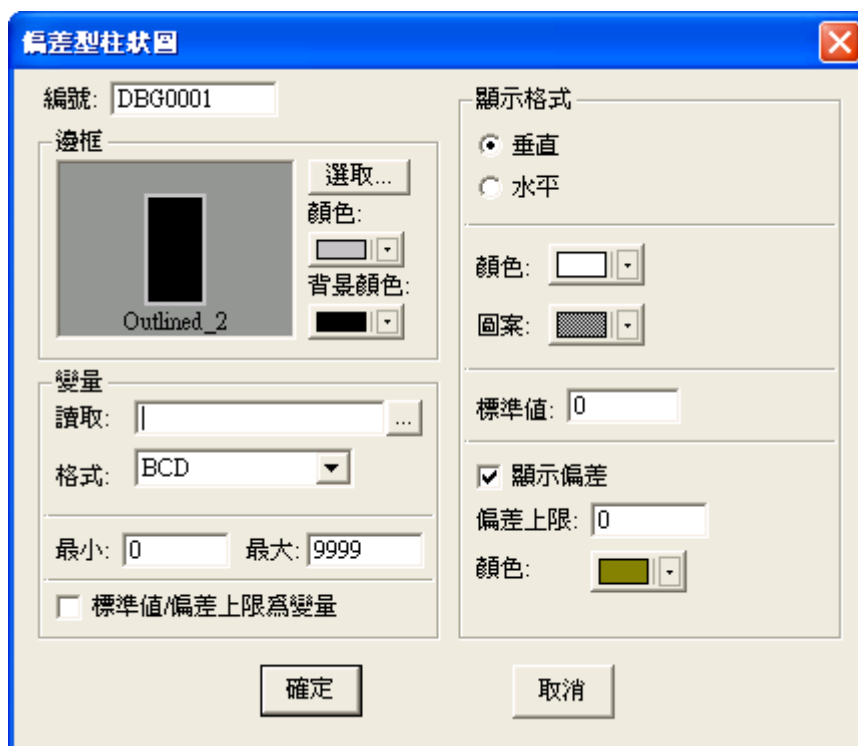 偏差型柱狀圖
編號: DBG0001
邊框
選取...
顏色:
背景顏色:
Outlined_2
變量
讀取:
...
格式: BCD
最小: 0 最大: 9999
標準值/偏差上限爲變量
顯示格式
垂直
水平
顏色:
圖案:
標準值: 0
顯示偏差
偏差上限: 0
顏色:
確定
取消